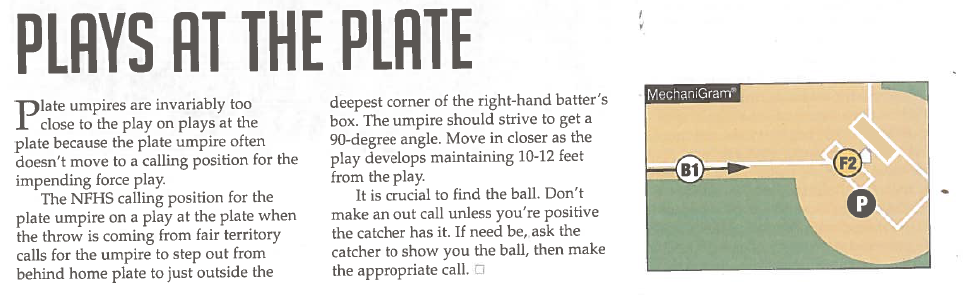 PLAYS AT THE PLATE
Plate umpires are invariably too
close to the play on plays at the
plate because the plate umpire often
doesn't move to a calling position for the
impending force play.
The NFHS calling position for the
plate umpire on a play at the plate when
the throw is coming from fair territory
calls for the umpire to step out from
behind home plate to just outside the
deepest corner of the right-hand batter's
box. The umpire should strive to get a
90-degree angle. Move in closer as the
play develops maintaining 10-12 feet
from the play.
It is crucial to find the ball. Don't
make an out call unless you're positive
the catcher has it. If need be, ask the
catcher to show you the ball, then make
the appropriate call. □
MechaniGram®
B1
F2
P